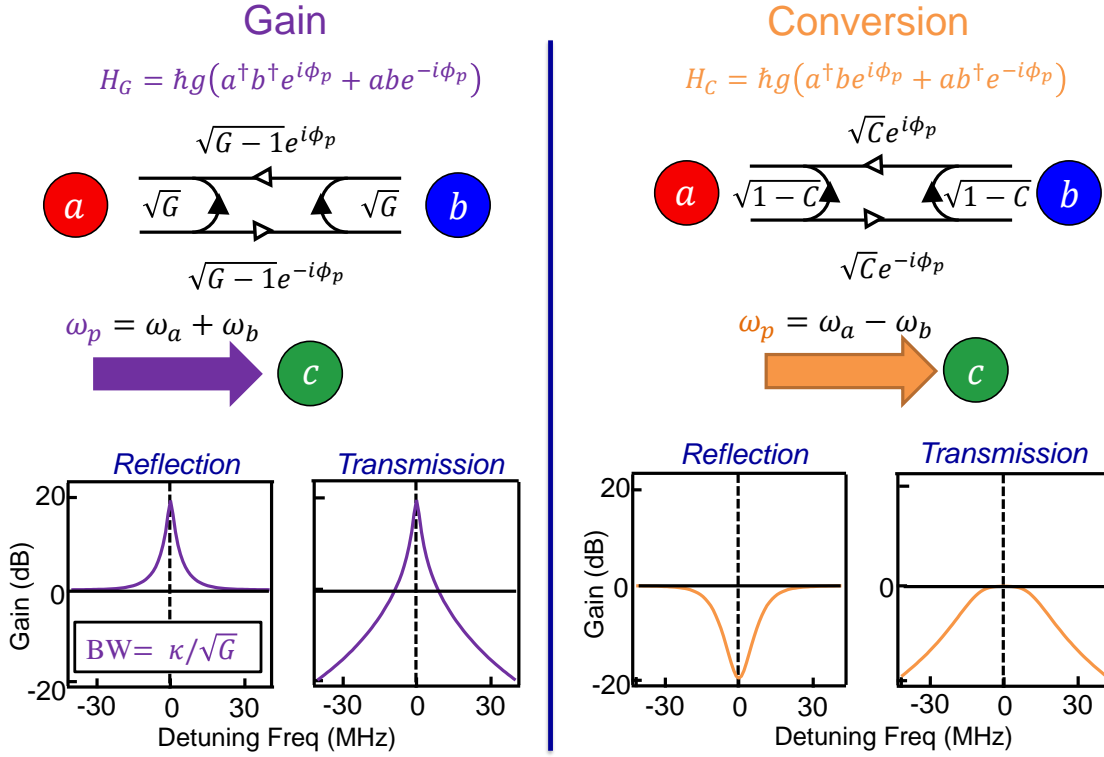 Gain
H_G = ℏg(a†b†e^{iϕ_p} + abe^{-iϕ_p})
√(G − 1)e^{iϕ_p}
a
√G
√G
b
√(G − 1)e^{-iϕ_p}
ω_p = ω_a + ω_b
c
Reflection
Transmission
Gain (dB)
20
0
-20
BW= κ/√G
-30
0
30
-30
0
30
Detuning Freq (MHz)
Conversion
H_C = ℏg(a†be^{iϕ_p} + ab†e^{-iϕ_p})
√Ce^{iϕ_p}
a
√(1 − C)
√(1 − C)
b
√Ce^{-iϕ_p}
ω_p = ω_a − ω_b
c
Reflection
Transmission
Gain (dB)
20
0
-20
0
-30
0
30
-30
0
30
Detuning Freq (MHz)